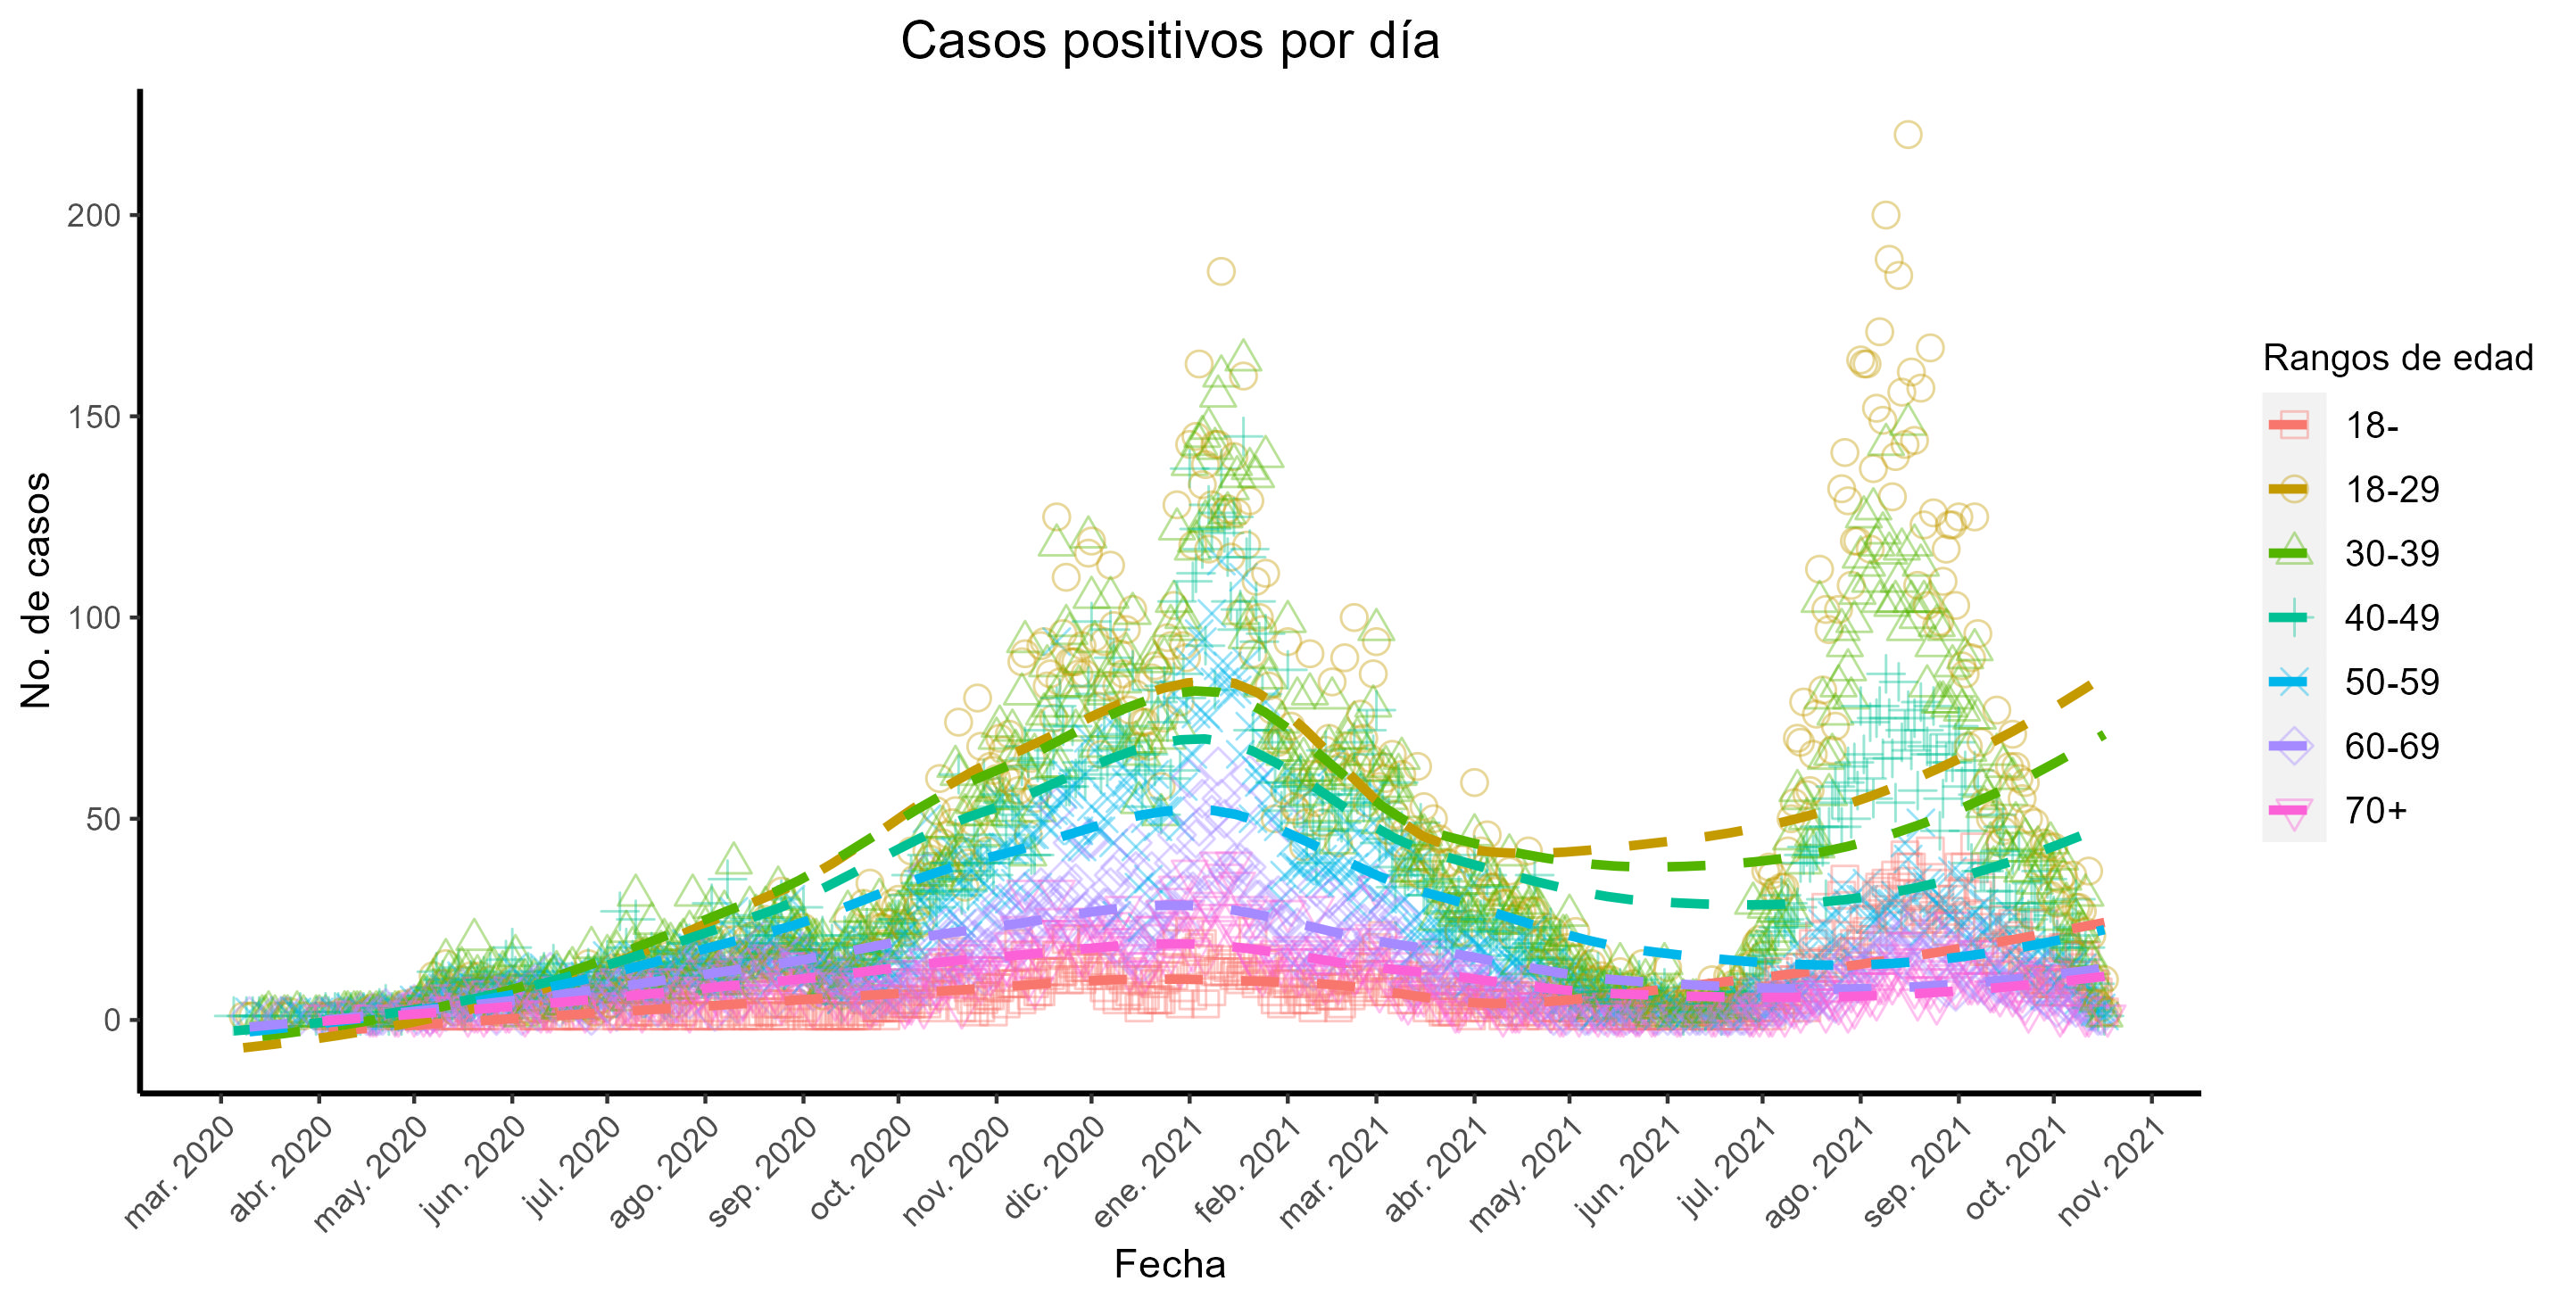 Casos positivos por día
No. de casos
200
150
100
50
0
mar. 2020
abr. 2020
may. 2020
jun. 2020
jul. 2020
ago. 2020
sep. 2020
oct. 2020
nov. 2020
dic. 2020
ene. 2021
feb. 2021
mar. 2021
abr. 2021
may. 2021
jun. 2021
jul. 2021
ago. 2021
sep. 2021
oct. 2021
nov. 2021
Fecha
Rangos de edad
18-
18-29
30-39
40-49
50-59
60-69
70+